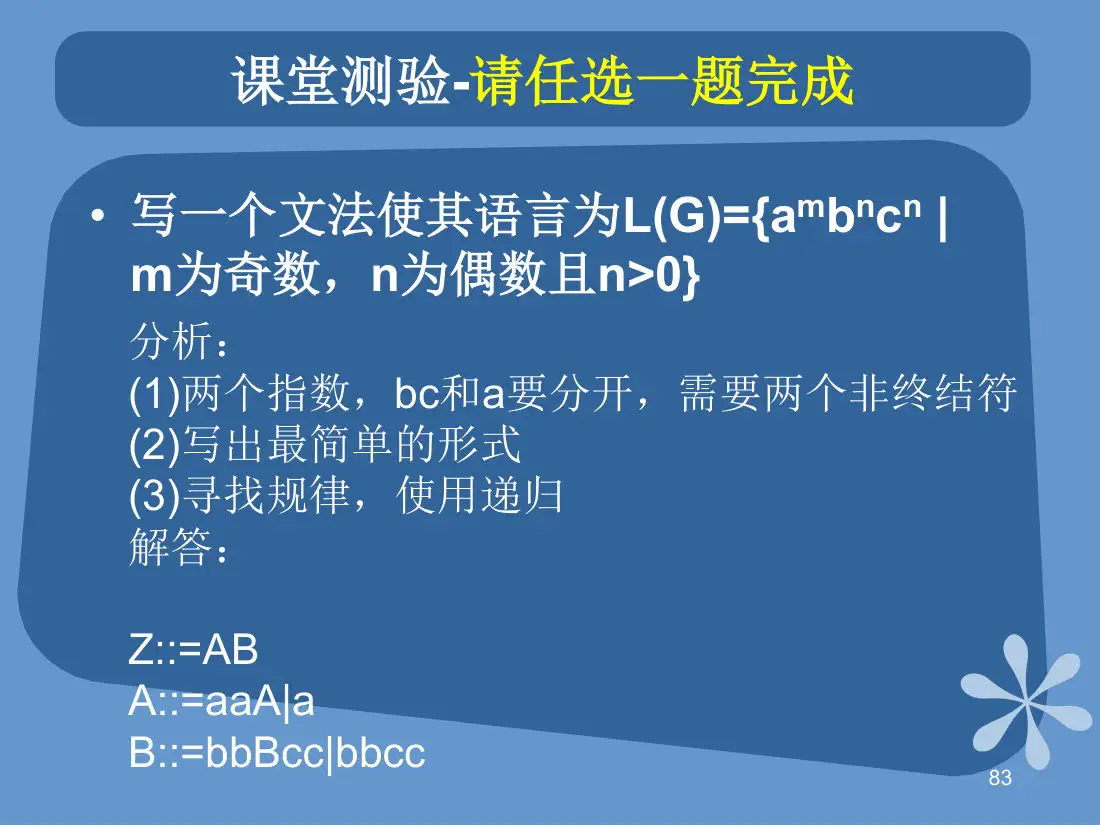 课堂测验-请任选一题完成
• 写一个文法使其语言为L(G)={aᵐbⁿcⁿ |
m为奇数，n为偶数且n>0}
分析：
(1)两个指数，bc和a要分开，需要两个非终结符
(2)写出最简单的形式
(3)寻找规律，使用递归
解答：
Z::=AB
A::=aaA|a
B::=bbBcc|bbcc
83